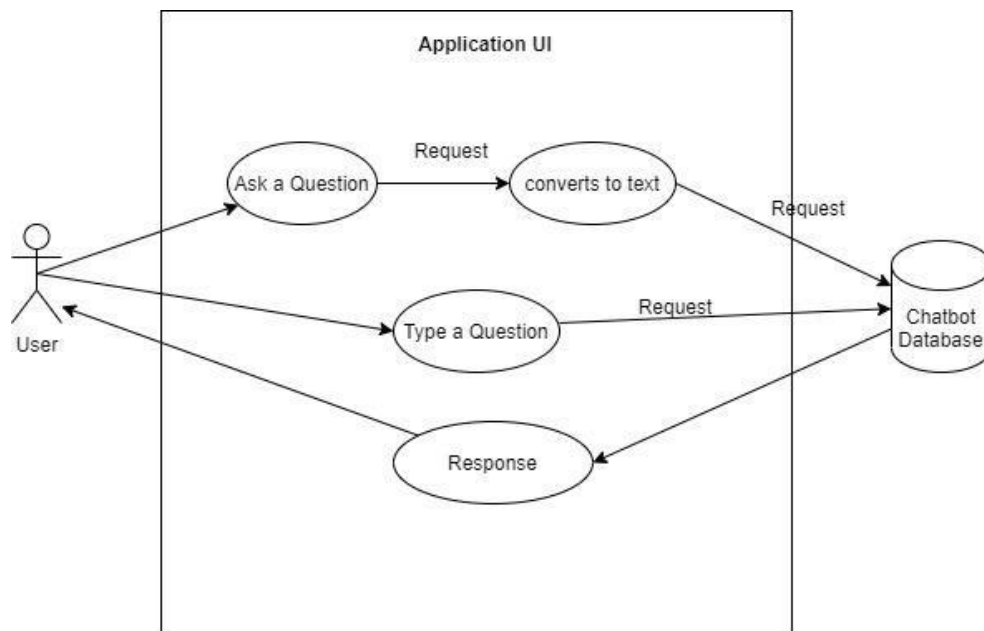 Application UI
Request
Ask a Question
converts to text
Request
User
Type a Question
Request
Chatbot
Database
Response